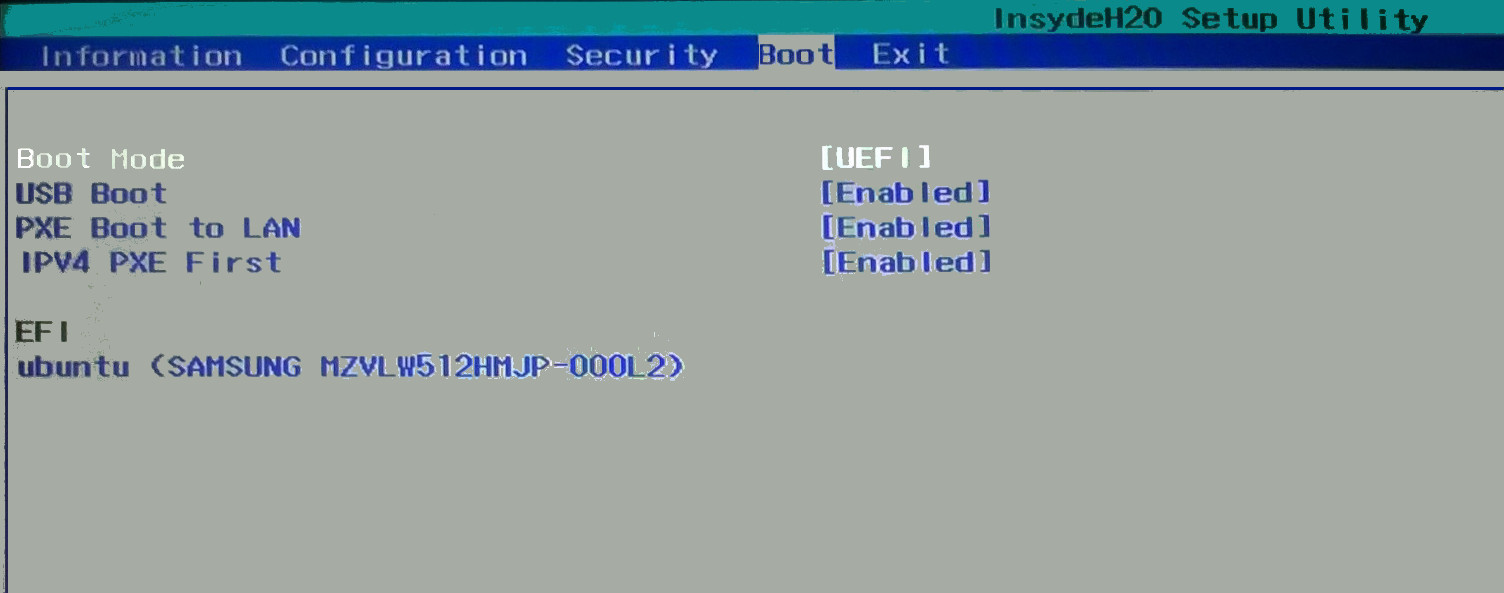 InsydeH20 Setup Utility
Information Configuration Security Boot Exit
Boot Mode [UEFI]
USB Boot [Enabled]
PXE Boot to LAN [Enabled]
IPV4 PXE First [Enabled]
EFI
ubuntu (SAMSUNG MZVLW512HMJP-000L2)